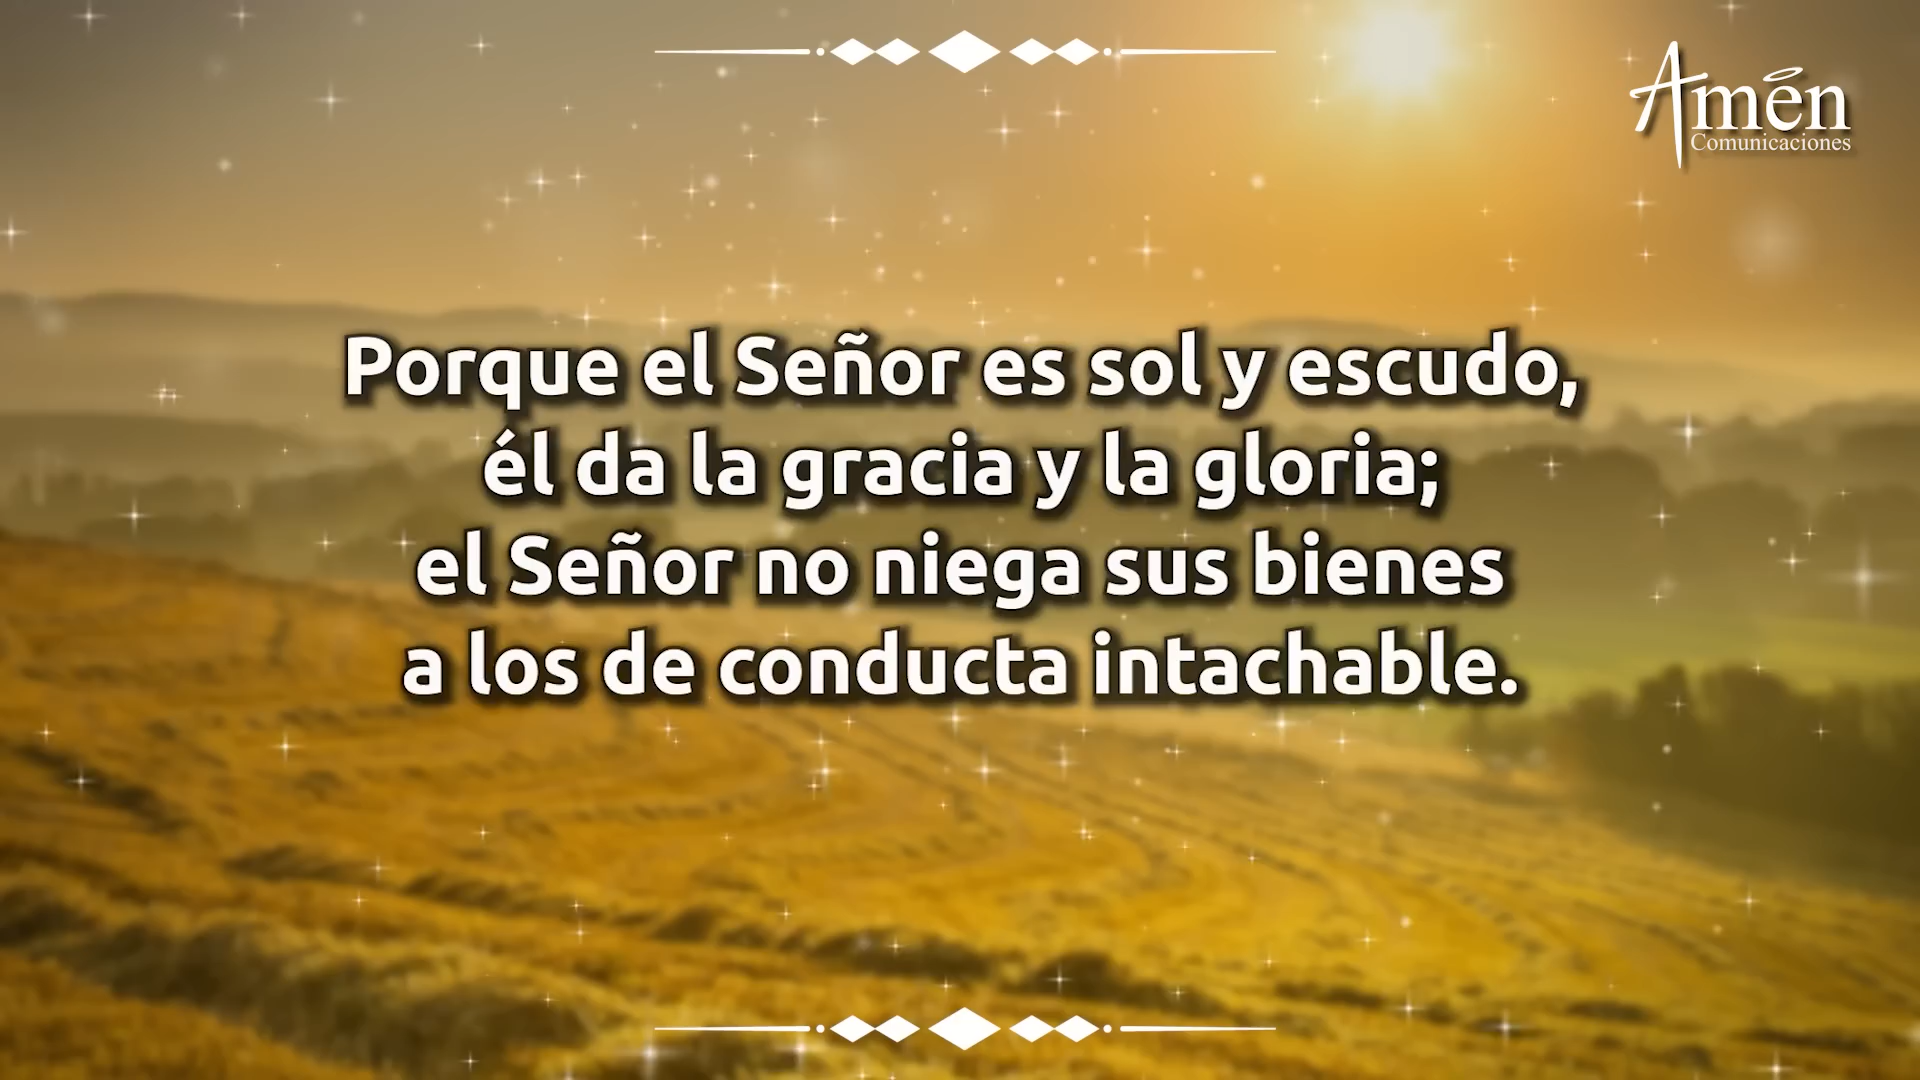 Amén
Comunicaciones
Porque el Señor es sol y escudo,
él da la gracia y la gloria;
el Señor no niega sus bienes
a los de conducta intachable.